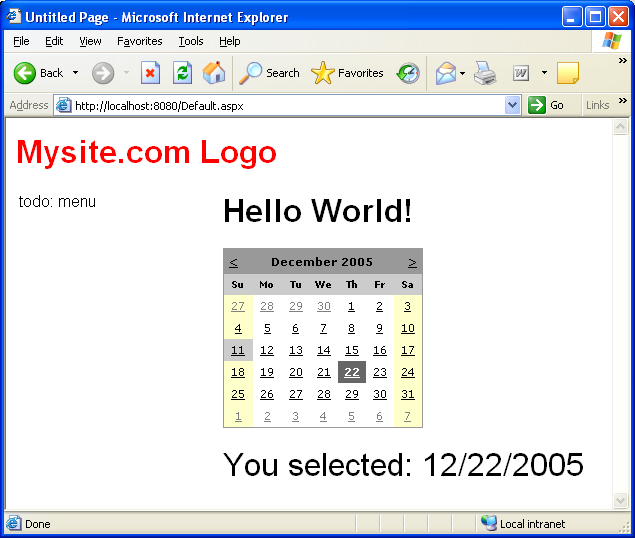 Untitled Page - Microsoft Internet Explorer
File Edit View Favorites Tools Help
Back Search Favorites
Address http://localhost:8080/Default.aspx Go Links
Mysite.com Logo
todo: menu
Hello World!
< December 2005 >
Su Mo Tu We Th Fr Sa
27 28 29 30 1 2 3
4 5 6 7 8 9 10
11 12 13 14 15 16 17
18 19 20 21 22 23 24
25 26 27 28 29 30 31
1 2 3 4 5 6 7
You selected: 12/22/2005
Done Local intranet